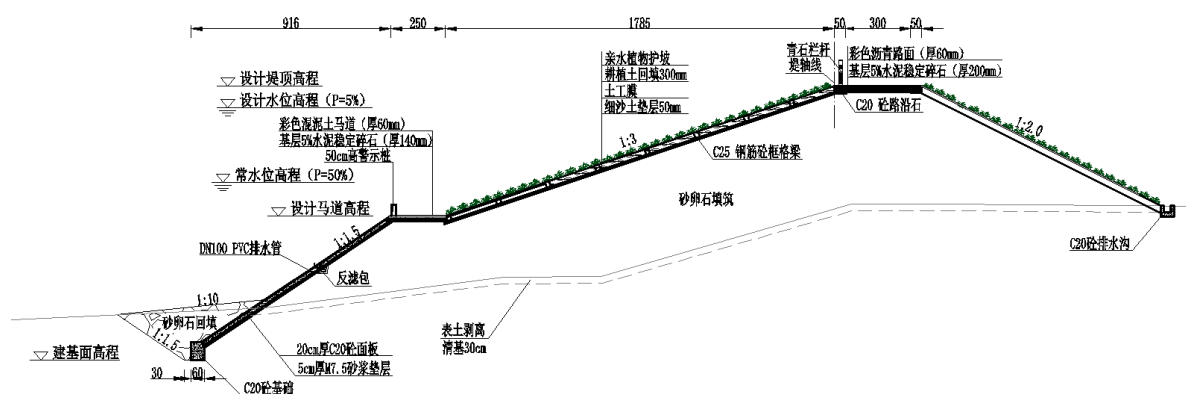 916
250
1785
50
300
50
青石栏杆
堤轴线
彩色沥青路面（厚60mm）
基层5%水泥稳定碎石（厚200mm）
亲水植物护坡
耕植土回填300mm
土工膜
细沙土垫层50mm
设计堤顶高程
设计水位高程（P=5%）
C20 砼路沿石
彩色混泥土马道（厚60mm）
基层5%水泥稳定碎石（厚140mm）
50cm高警示桩
1:3
1:2.0
C25 钢筋砼框格梁
常水位高程（P=50%）
设计马道高程
砂卵石填筑
1:1.5
DN100 PVC排水管
反滤包
C20砼排水沟
1:10
砂卵石回填
1:1.5
表土剥离
清基30cm
建基面高程
20cm厚C20砼面板
5cm厚M7.5砂浆垫层
30
60
C20砼基础